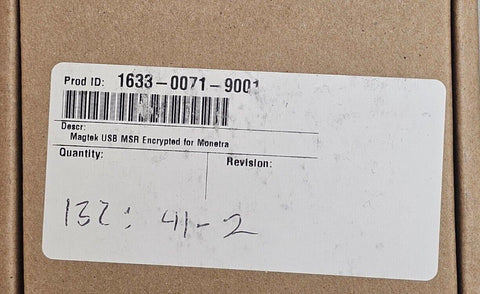 Prod ID: 1633-0071-9001
Descr:
Magtek USB MSR Encrypted for Monetra
Quantity:
Revision:
132: 41-2